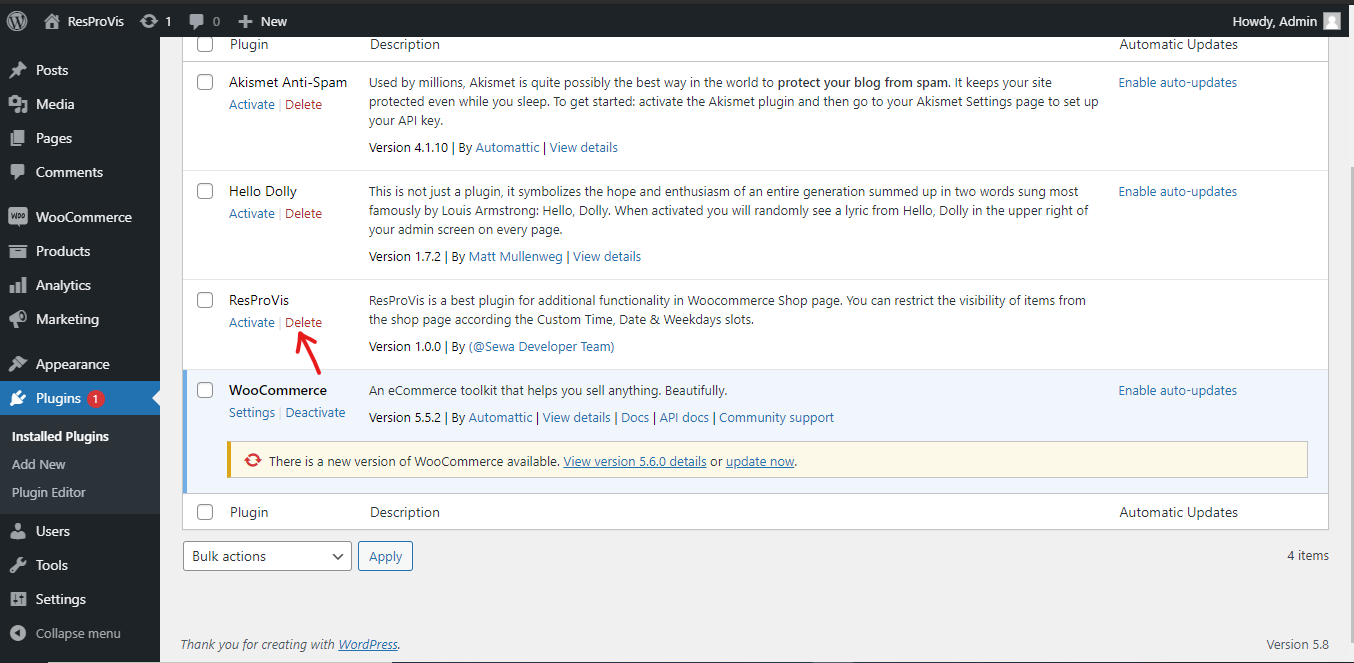 ResProVis 1 0 New Howdy, Admin
Posts
Media
Pages
Comments
WOO WooCommerce
Products
Analytics
Marketing
Appearance
Plugins 1
Installed Plugins
Add New
Plugin Editor
Users
Tools
Settings
Collapse menu
Plugin Description Automatic Updates
Akismet Anti-Spam Used by millions, Akismet is quite possibly the best way in the world to protect your blog from spam. It keeps your site Enable auto-updates
Activate | Delete protected even while you sleep. To get started: activate the Akismet plugin and then go to your Akismet Settings page to set up
your API key.
Version 4.1.10 | By Automattic | View details
Hello Dolly This is not just a plugin, it symbolizes the hope and enthusiasm of an entire generation summed up in two words sung most Enable auto-updates
Activate | Delete famously by Louis Armstrong: Hello, Dolly. When activated you will randomly see a lyric from Hello, Dolly in the upper right of
your admin screen on every page.
Version 1.7.2 | By Matt Mullenweg | View details
ResProVis ResProVis is a best plugin for additional functionality in Woocommerce Shop page. You can restrict the visibility of items from
Activate | Delete the shop page according the Custom Time, Date & Weekdays slots.
Version 1.0.0 | By (@Sewa Developer Team)
WooCommerce An eCommerce toolkit that helps you sell anything. Beautifully. Enable auto-updates
Settings | Deactivate Version 5.5.2 | By Automattic | View details | Docs | API docs | Community support
There is a new version of WooCommerce available. View version 5.6.0 details or update now.
Plugin Description Automatic Updates
Bulk actions Apply 4 items
Thank you for creating with WordPress. Version 5.8